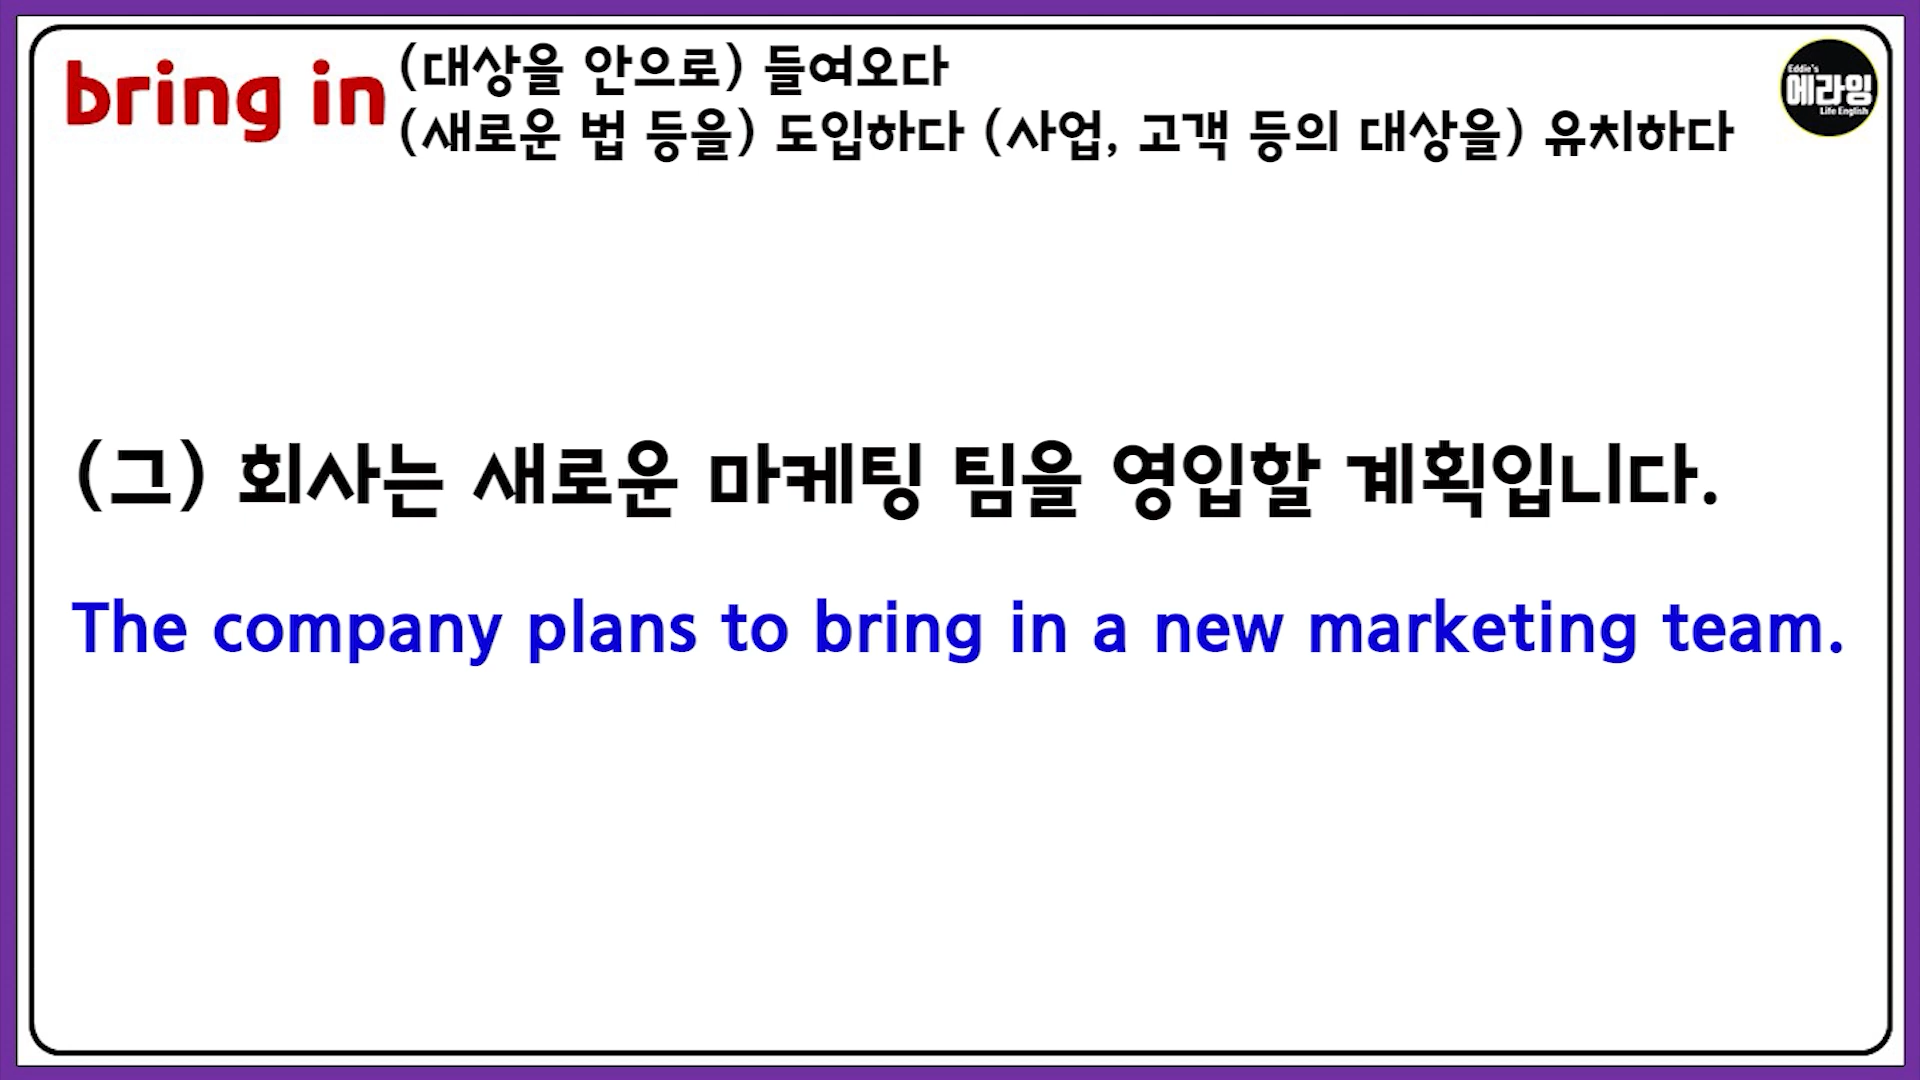 bring in
(대상을 안으로) 들여오다
(새로운 법 등을) 도입하다 (사업, 고객 등의 대상을) 유치하다
Eddie's
에라잉
Life English
(그) 회사는 새로운 마케팅 팀을 영입할 계획입니다.
The company plans to bring in a new marketing team.